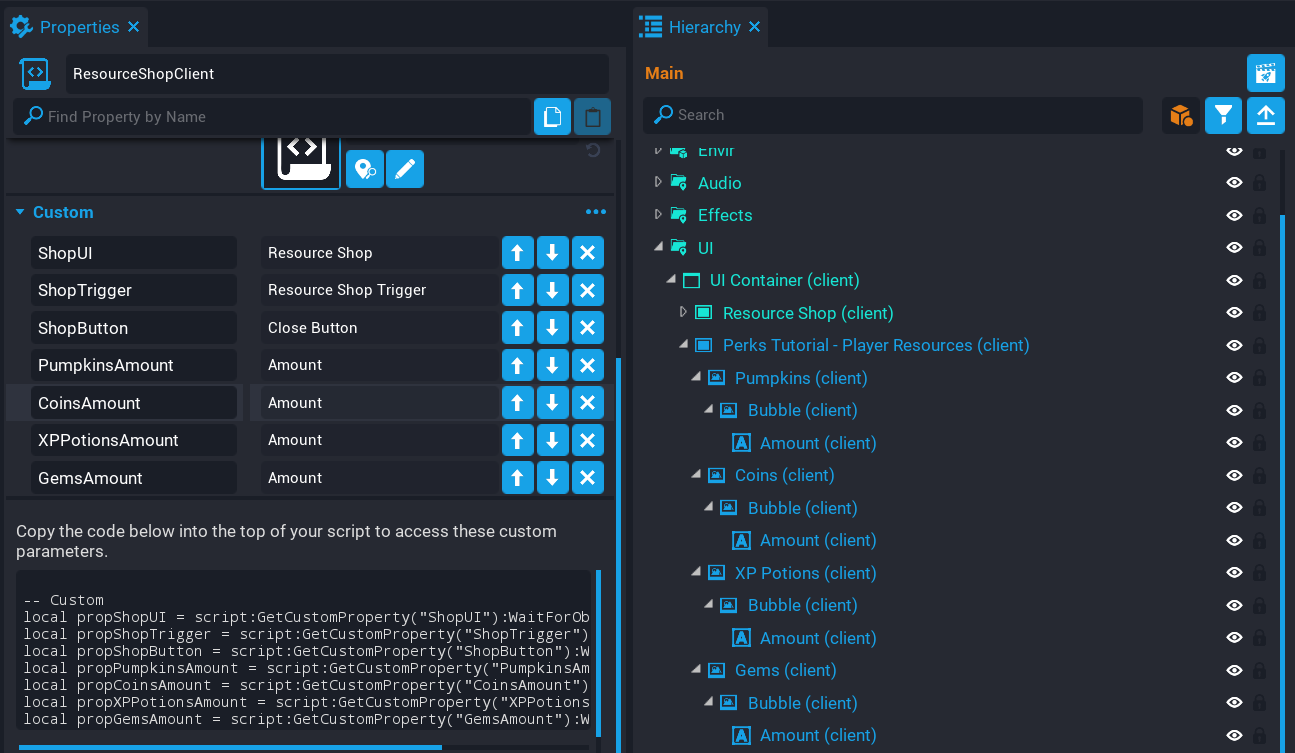 Properties
ResourceShopClient
Find Property by Name
Custom
ShopUI Resource Shop
ShopTrigger Resource Shop Trigger
ShopButton Close Button
PumpkinsAmount Amount
CoinsAmount Amount
XPPotionsAmount Amount
GemsAmount Amount
Copy the code below into the top of your script to access these custom
parameters.
-- Custom
local propShopUI = script:GetCustomProperty("ShopUI"):WaitForOb
local propShopTrigger = script:GetCustomProperty("ShopTrigger")
local propShopButton = script:GetCustomProperty("ShopButton"):W
local propPumpkinsAmount = script:GetCustomProperty("PumpkinsAm
local propCoinsAmount = script:GetCustomProperty("CoinsAmount")
local propXPPotionsAmount = script:GetCustomProperty("XPPotions
local propGemsAmount = script:GetCustomProperty("GemsAmount"):W
Hierarchy
Main
Search
Envir
Audio
Effects
UI
UI Container (client)
Resource Shop (client)
Perks Tutorial - Player Resources (client)
Pumpkins (client)
Bubble (client)
Amount (client)
Coins (client)
Bubble (client)
Amount (client)
XP Potions (client)
Bubble (client)
Amount (client)
Gems (client)
Bubble (client)
Amount (client)